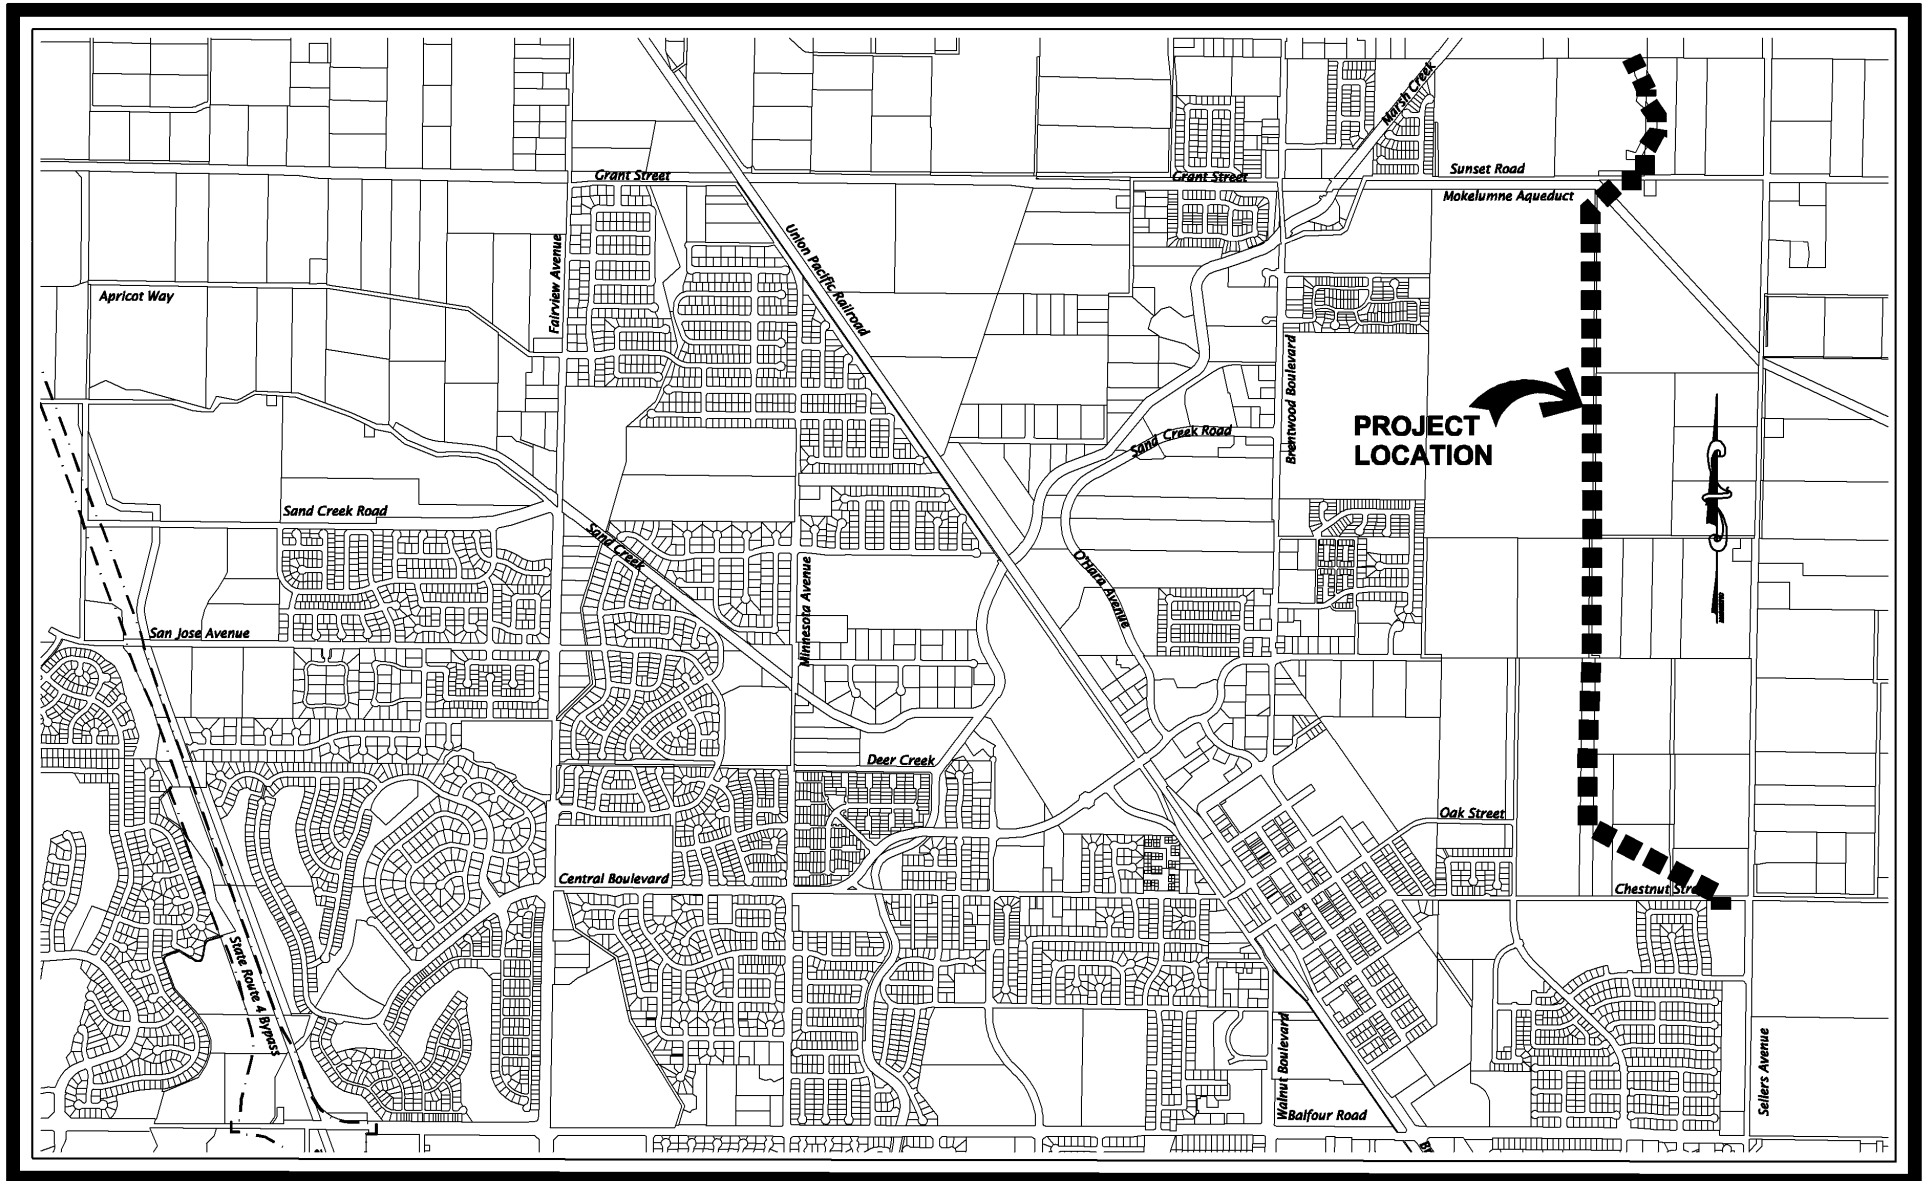 Marsh Creek
Sunset Road
Grant Street
Grant Street
Mokelumne Aqueduct
Union Pacific Railroad
Fairview Avenue
Apricot Way
Brentwood Boulevard
PROJECT
LOCATION
Sand Creek Road
Sand Creek Road
Sand Creek
O'Hara Avenue
Minnesota Avenue
San Jose Avenue
Deer Creek
Oak Street
Central Boulevard
Chestnut Stre
State Route 4 Bypass
Walnut Boulevard
Sellers Avenue
Balfour Road